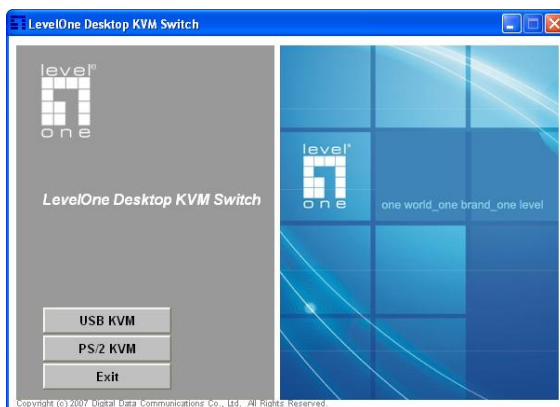 LevelOne Desktop KVM Switch
level®
one
LevelOne Desktop KVM Switch
USB KVM
PS/2 KVM
Exit
level®
one
one world_one brand_one level
Copyright (c) 2007 Digital Data Communications Co., Ltd. All Rights Reserved.